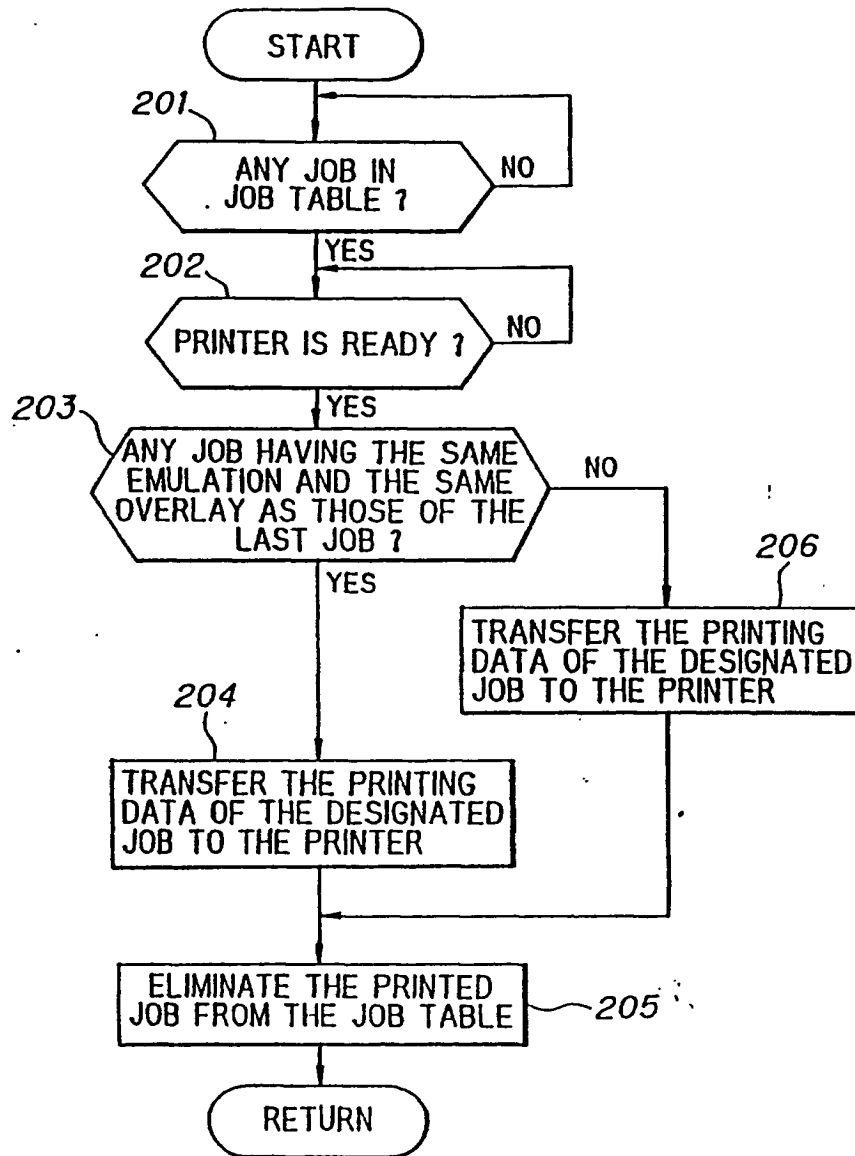 START
201
ANY JOB IN
JOB TABLE ?
NO
YES
202
PRINTER IS READY ?
NO
YES
203
ANY JOB HAVING THE SAME
EMULATION AND THE SAME
OVERLAY AS THOSE OF THE
LAST JOB ?
NO
YES
206
TRANSFER THE PRINTING
DATA OF THE DESIGNATED
JOB TO THE PRINTER
204
TRANSFER THE PRINTING
DATA OF THE DESIGNATED
JOB TO THE PRINTER
ELIMINATE THE PRINTED
JOB FROM THE JOB TABLE
205
RETURN